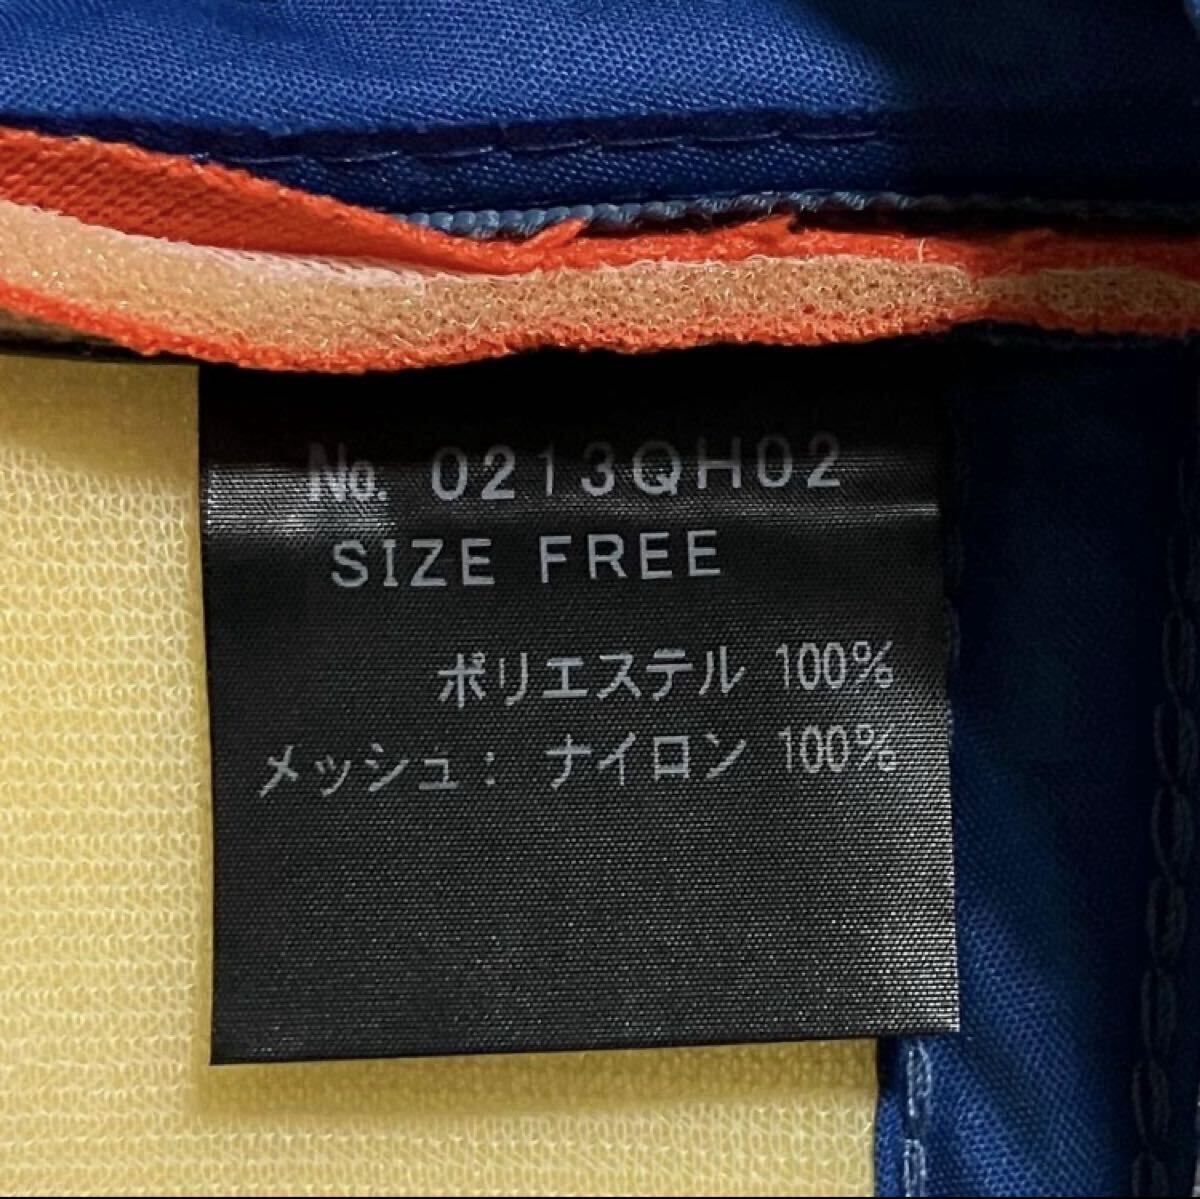 No. 0213QH02
SIZE FREE
ポリエステル 100%
メッシュ: ナイロン 100%